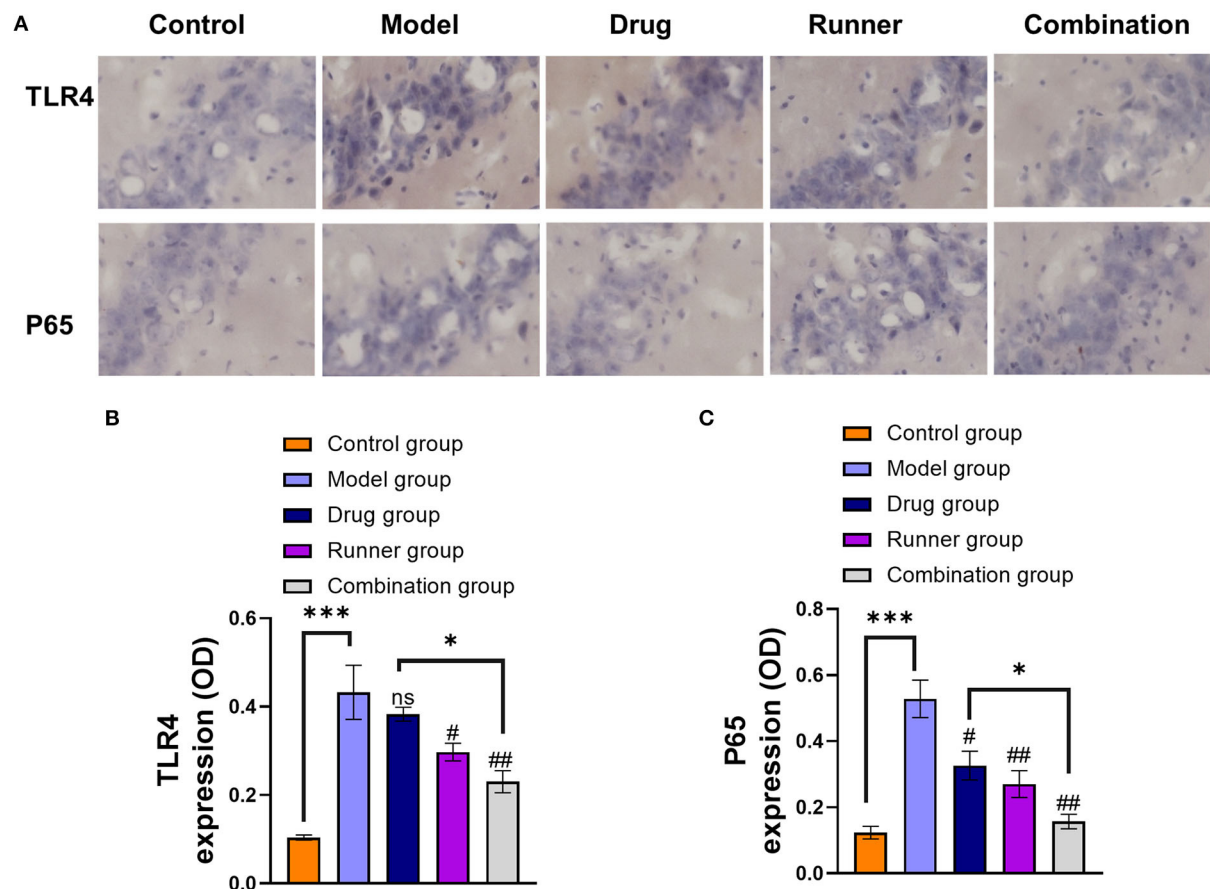 A
Control Model Drug Runner Combination
TLR4
P65
B
Control group
Model group
Drug group
Runner group
Combination group
TLR4
expression (OD)
0.6
0.4
0.2
0.0
***
*
ns
#
##
C
Control group
Model group
Drug group
Runner group
Combination group
P65
expression (OD)
0.8
0.6
0.4
0.2
0.0
***
*
#
##
##